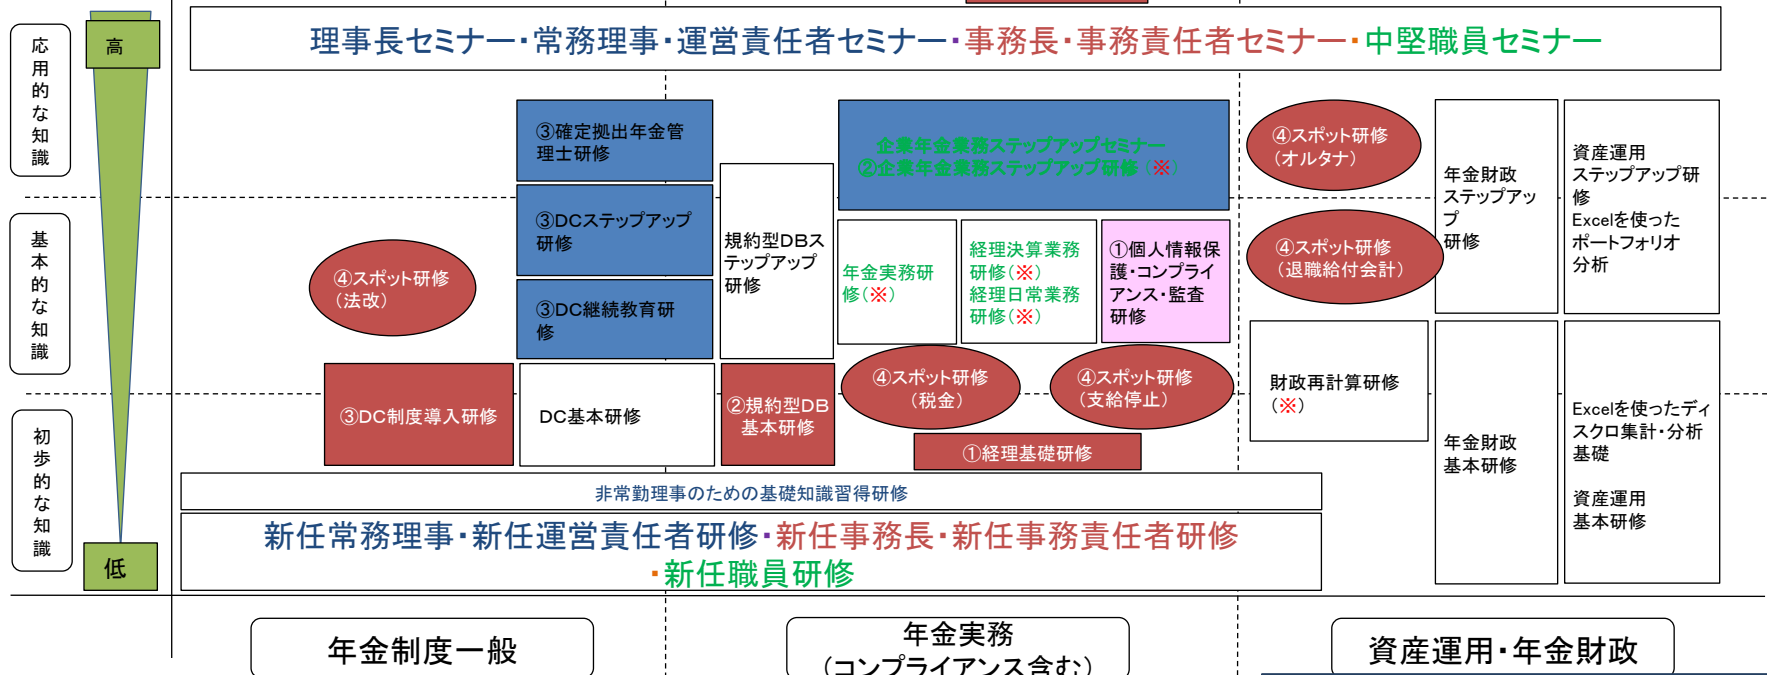 応用的な知識
高
理事長セミナー・常務理事・運営責任者セミナー・事務長・事務責任者セミナー・中堅職員セミナー
③確定拠出年金管
理士研修
企業年金業務ステップアップセミナー
②企業年金業務ステップアップ研修（※）
④スポット研修
（オルタナ）
年金財政
ステップアッ
プ
研修
資産運用
ステップアップ研
修
Excelを使った
ポートフォリオ
分析
基本的な知識
③DCステップアップ
研修
規約型DBス
テップアップ
研修
④スポット研修
（法改）
③DC継続教育研
修
年金実務研
修（※）
経理決算業務
研修（※）
経理日常業務
研修（※）
①個人情報保
護・コンプライ
アンス・監査
研修
④スポット研修
（退職給付会計）
③DC制度導入研修
DC基本研修
②規約型DB
基本研修
④スポット研修
（税金）
④スポット研修
（支給停止）
財政再計算研修
（※）
①経理基礎研修
年金財政
基本研修
Excelを使ったディ
スクロ集計・分析
基礎
資産運用
基本研修
初歩的な知識
非常勤理事のための基礎知識習得研修
新任常務理事・新任運営責任者研修・新任事務長・新任事務責任者研修
・新任職員研修
低
年金制度一般
年金実務
（コンプライアンス含む）
資産運用・年金財政